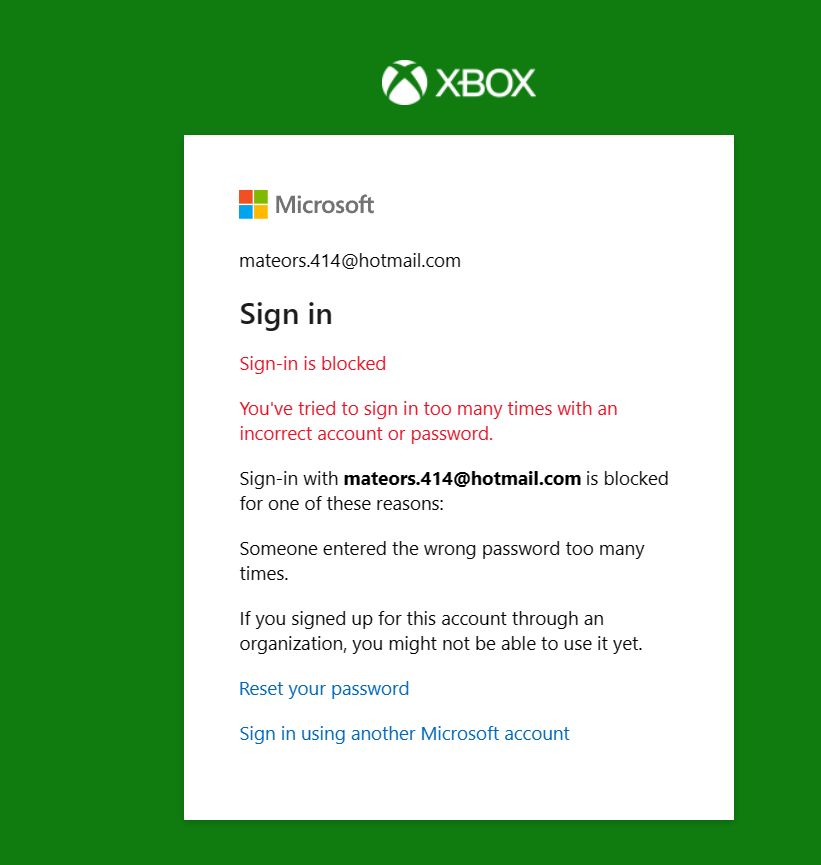 XBOX
Microsoft
mateors.414@hotmail.com
Sign in
Sign-in is blocked
You've tried to sign in too many times with an
incorrect account or password.
Sign-in with mateors.414@hotmail.com is blocked
for one of these reasons:
Someone entered the wrong password too many
times.
If you signed up for this account through an
organization, you might not be able to use it yet.
Reset your password
Sign in using another Microsoft account